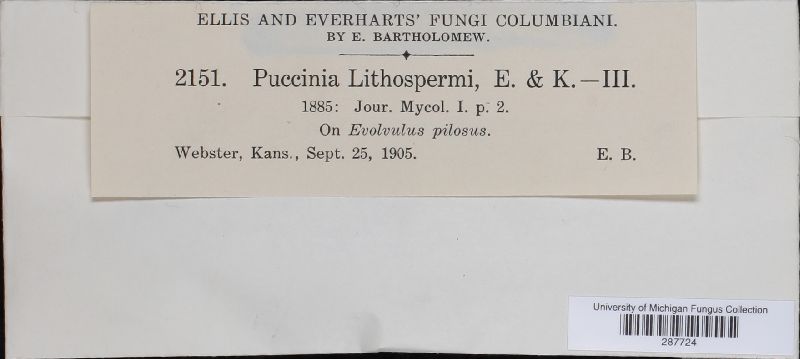 ELLIS AND EVERHARTS' FUNGI COLUMBIANI.
BY E. BARTHOLOMEW.
2151. Puccinia Lithospermi, E. & K.—III.
1885: Jour. Mycol. I. p. 2.
On Evolvulus pilosus.
Webster, Kans., Sept. 25, 1905. E. B.
University of Michigan Fungus Collection
287724